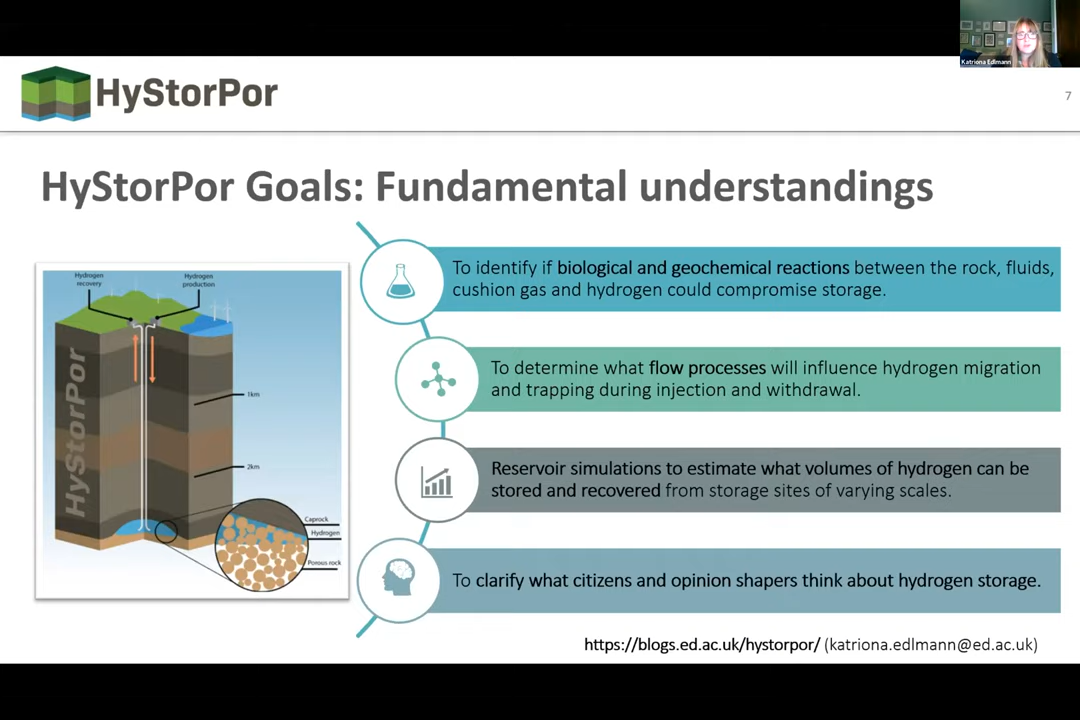 Katriona Edlmann
HyStorPor
7
HyStorPor Goals: Fundamental understandings
Hydrogen
recovery
Hydrogen
production
HyStorPor
1km
2km
Caprock
Hydrogen
Porous rock
To identify if biological and geochemical reactions between the rock, fluids,
cushion gas and hydrogen could compromise storage.
To determine what flow processes will influence hydrogen migration
and trapping during injection and withdrawal.
Reservoir simulations to estimate what volumes of hydrogen can be
stored and recovered from storage sites of varying scales.
To clarify what citizens and opinion shapers think about hydrogen storage.
https://blogs.ed.ac.uk/hystorpor/ (katriona.edlmann@ed.ac.uk)